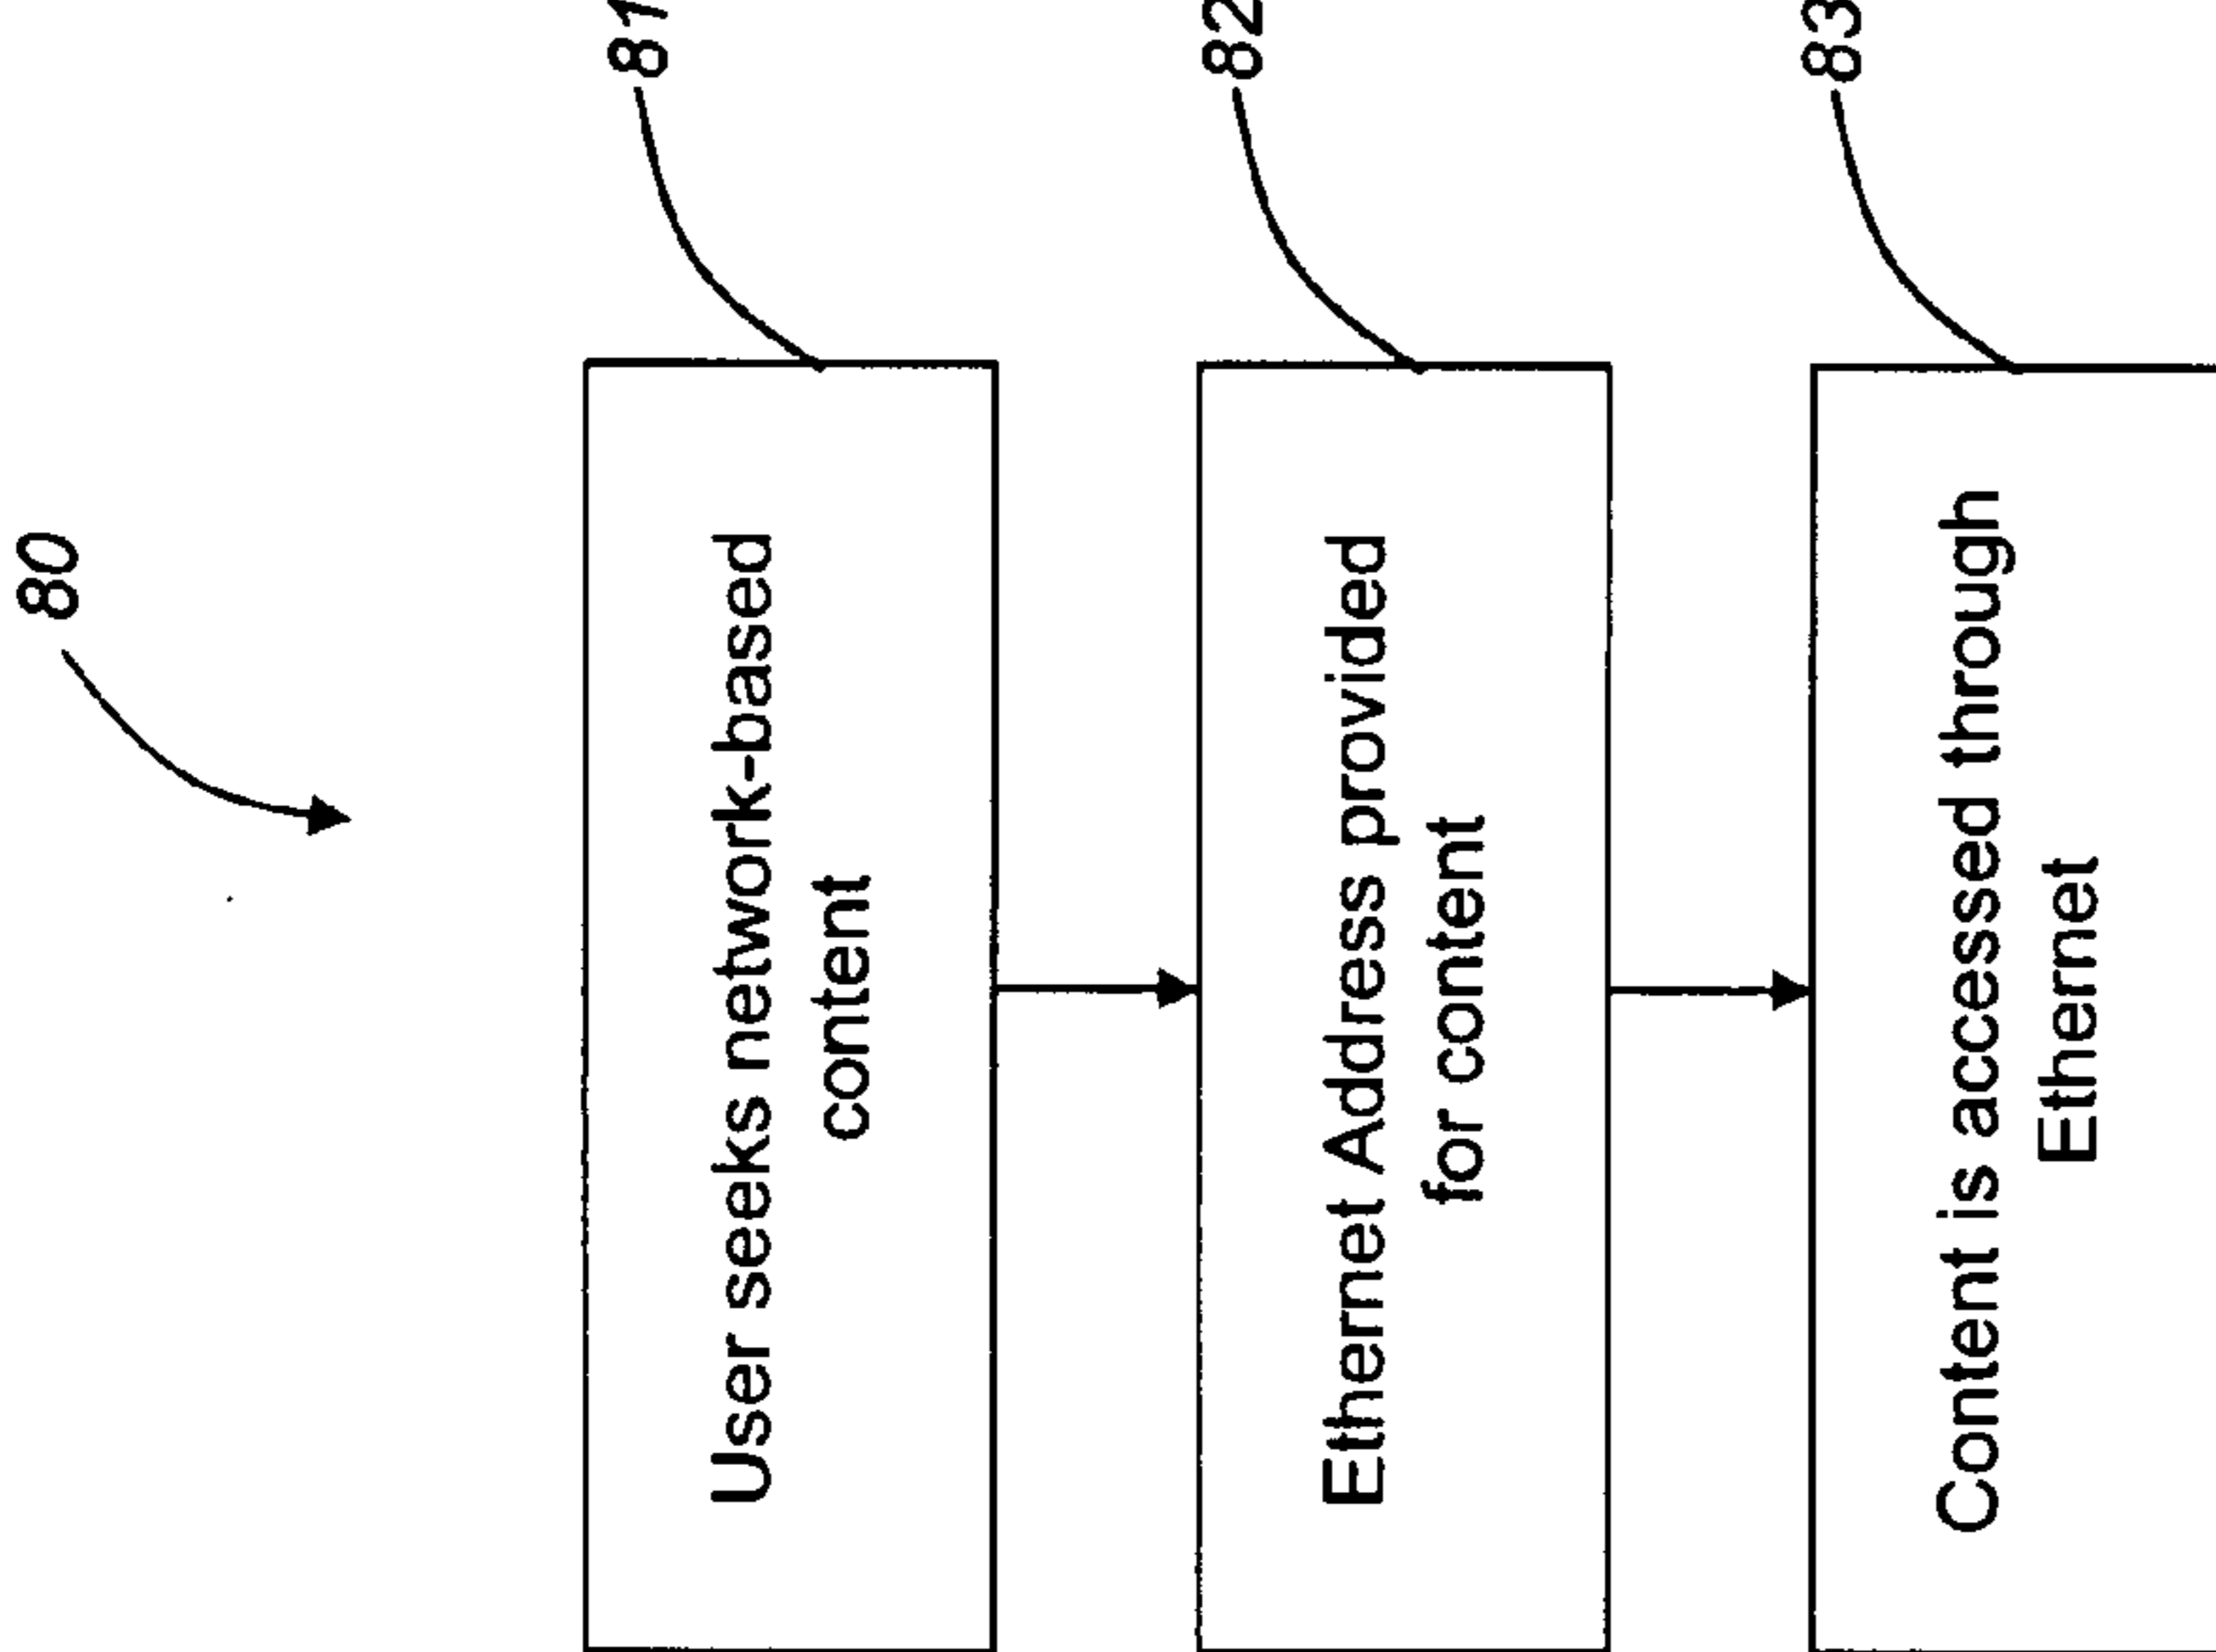 80
81
User seeks network-based
content
82
Ethernet Address provided
for content
83
Content is accessed through
Ethernet